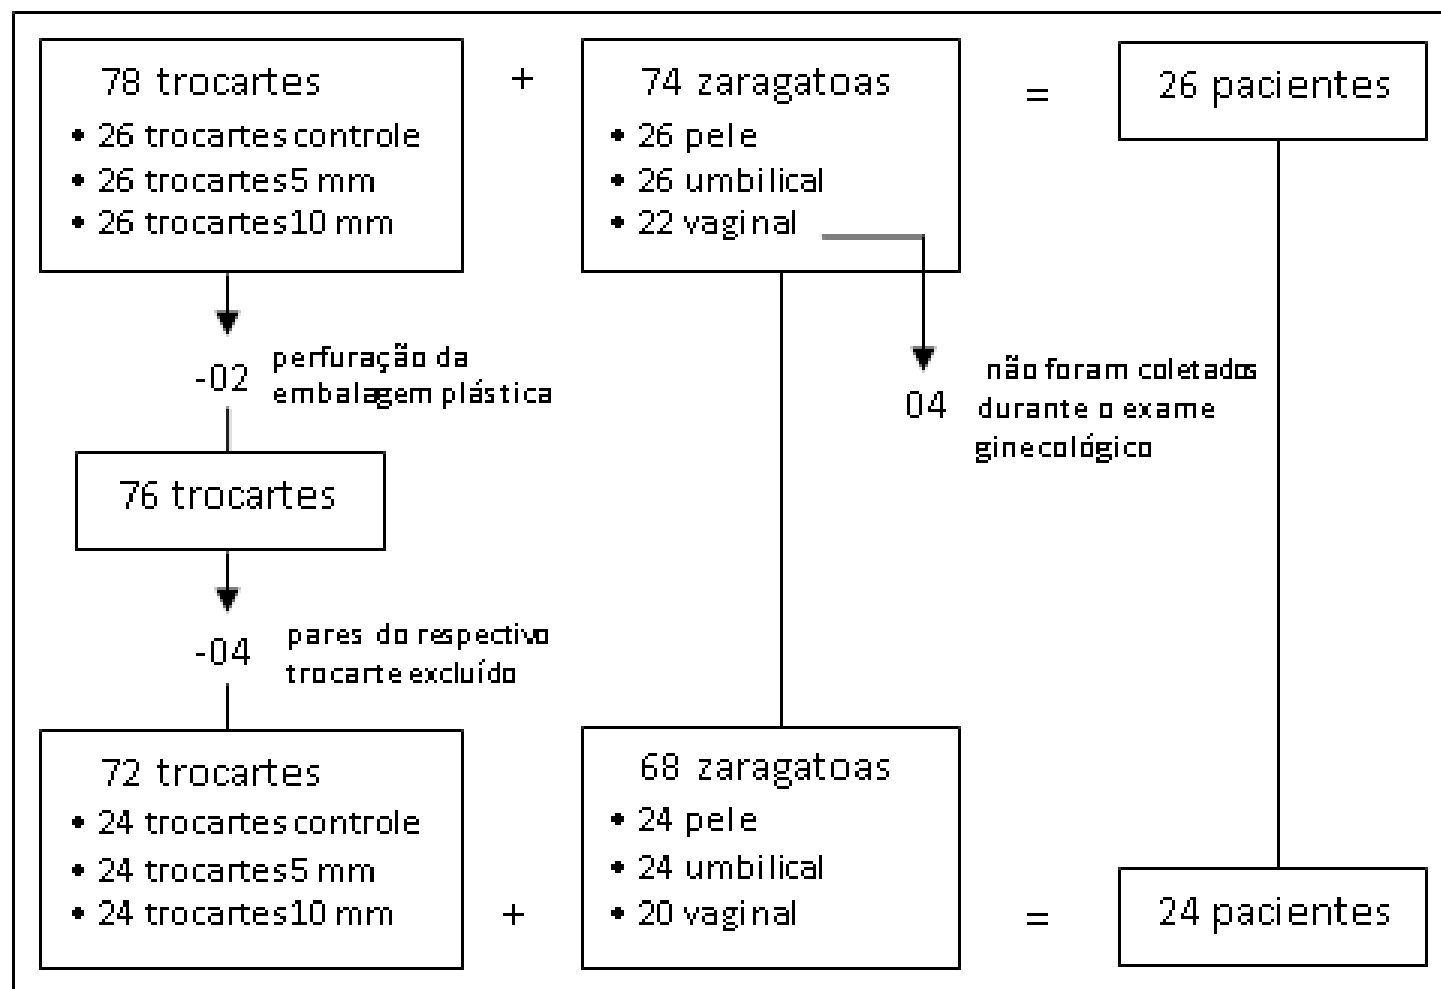 78 trocartes
• 26 trocartes controle
• 26 trocartes 5 mm
• 26 trocartes 10 mm
+
74 zaragatoas
• 26 pele
• 26 umbilical
• 22 vaginal
=
26 pacientes
-02
perfuração da
embalagem plástica
04
não foram coletados
durante o exame
ginecológico
76 trocartes
-04
pares do respectivo
trocarte excluído
72 trocartes
• 24 trocartes controle
• 24 trocartes 5 mm
• 24 trocartes 10 mm
+
68 zaragatoas
• 24 pele
• 24 umbilical
• 20 vaginal
=
24 pacientes